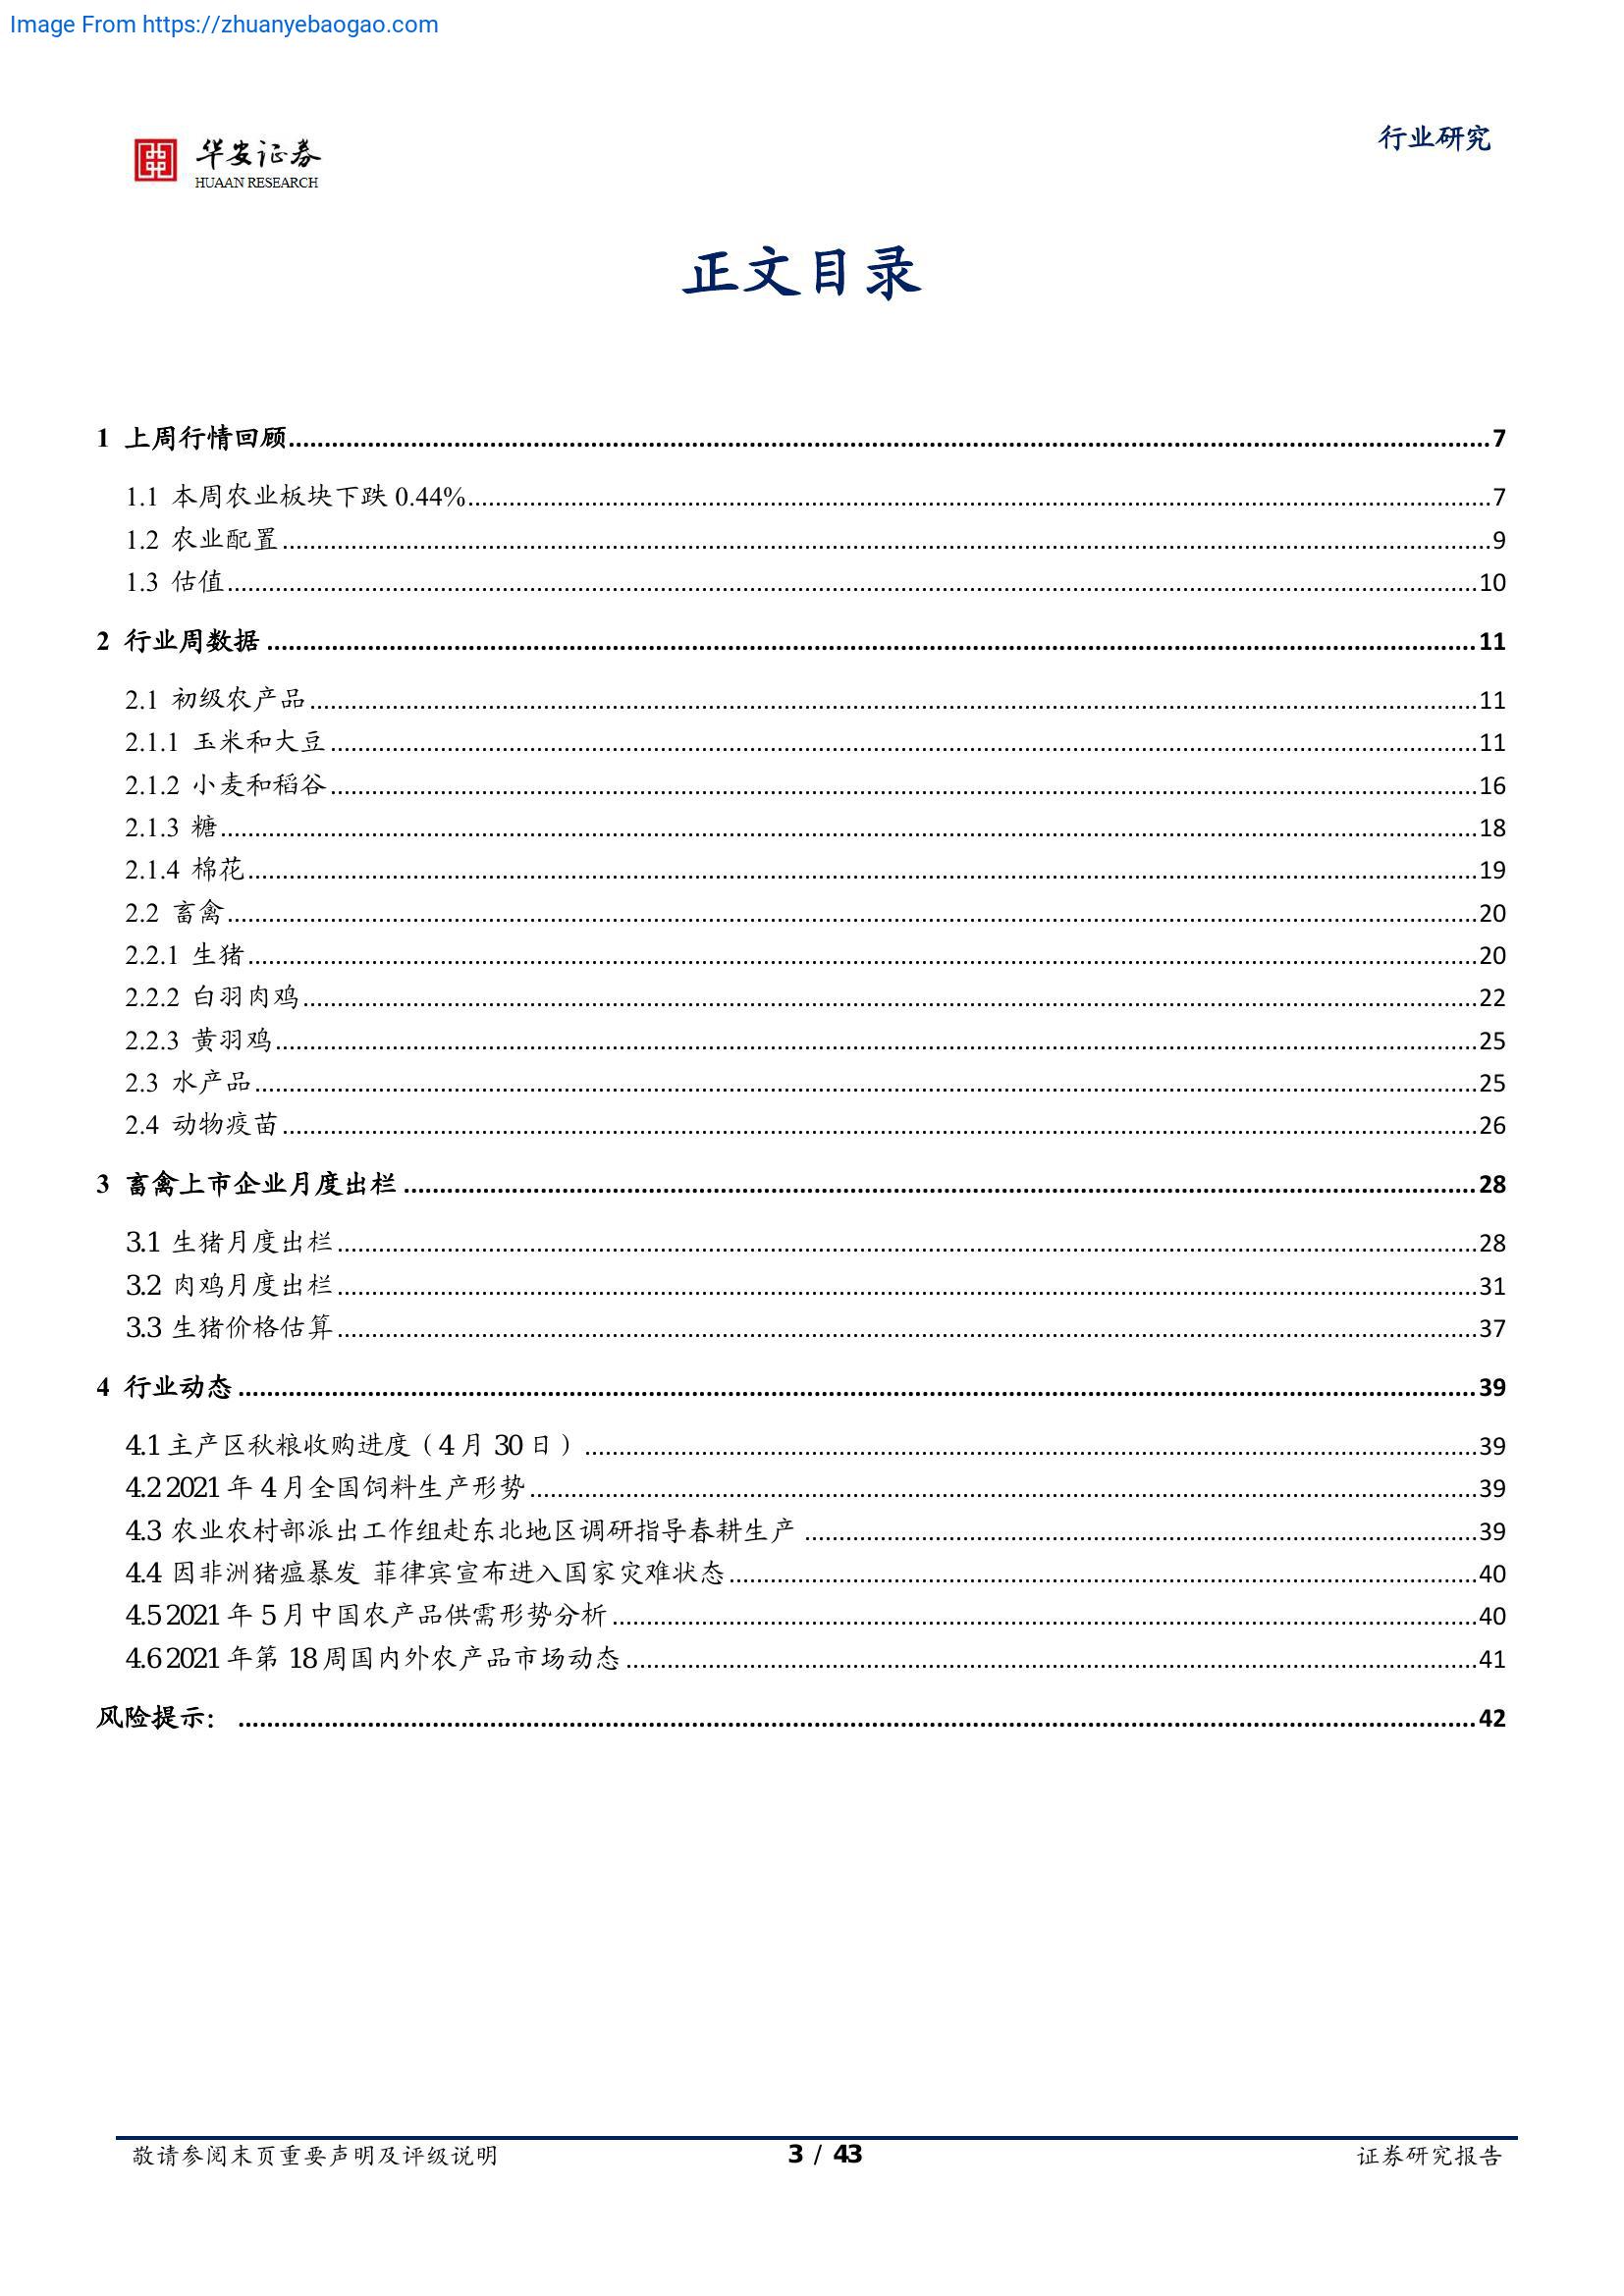 Image From https://zhuanyebaogao.com
华安证券
HUAAN RESEARCH
行业研究
正文目录
1 上周行情回顾 7
1.1 本周农业板块下跌 0.44% 7
1.2 农业配置 9
1.3 估值 10
2 行业周数据 11
2.1 初级农产品 11
2.1.1 玉米和大豆 11
2.1.2 小麦和稻谷 16
2.1.3 糖 18
2.1.4 棉花 19
2.2 畜禽 20
2.2.1 生猪 20
2.2.2 白羽肉鸡 22
2.2.3 黄羽鸡 25
2.3 水产品 25
2.4 动物疫苗 26
3 畜禽上市企业月度出栏 28
3.1 生猪月度出栏 28
3.2 肉鸡月度出栏 31
3.3 生猪价格估算 37
4 行业动态 39
4.1 主产区秋粮收购进度（4 月 30 日） 39
4.2 2021 年 4 月全国饲料生产形势 39
4.3 农业农村部派出工作组赴东北地区调研指导春耕生产 39
4.4 因非洲猪瘟暴发 菲律宾宣布进入国家灾难状态 40
4.5 2021 年 5 月中国农产品供需形势分析 40
4.6 2021 年第 18 周国内外农产品市场动态 41
风险提示： 42
敬请参阅末页重要声明及评级说明
3 / 43
证券研究报告